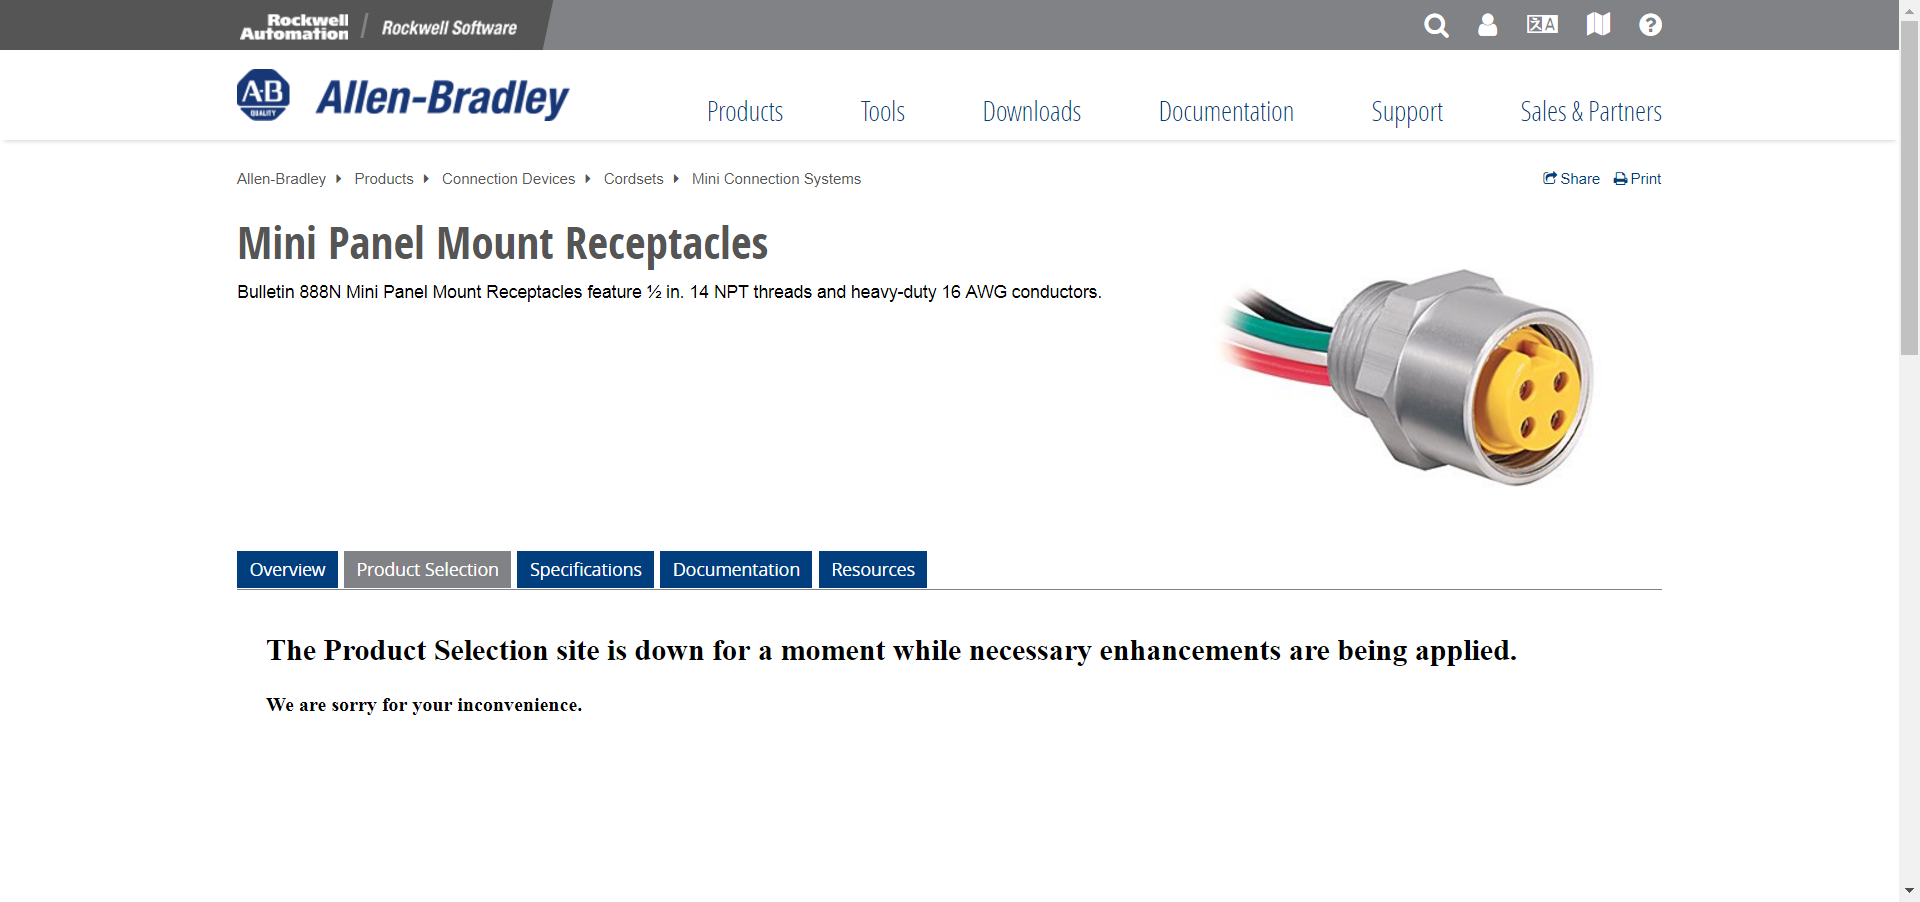 Rockwell Automation
Rockwell Software
A
Allen-Bradley
A·B
QUALITY
Products
Tools
Downloads
Documentation
Support
Sales & Partners
Allen-Bradley
Products
Connection Devices
Cordsets
Mini Connection Systems
Share
Print
Mini Panel Mount Receptacles
Bulletin 888N Mini Panel Mount Receptacles feature ½ in. 14 NPT threads and heavy-duty 16 AWG conductors.
Overview
Product Selection
Specifications
Documentation
Resources
The Product Selection site is down for a moment while necessary enhancements are being applied.
We are sorry for your inconvenience.